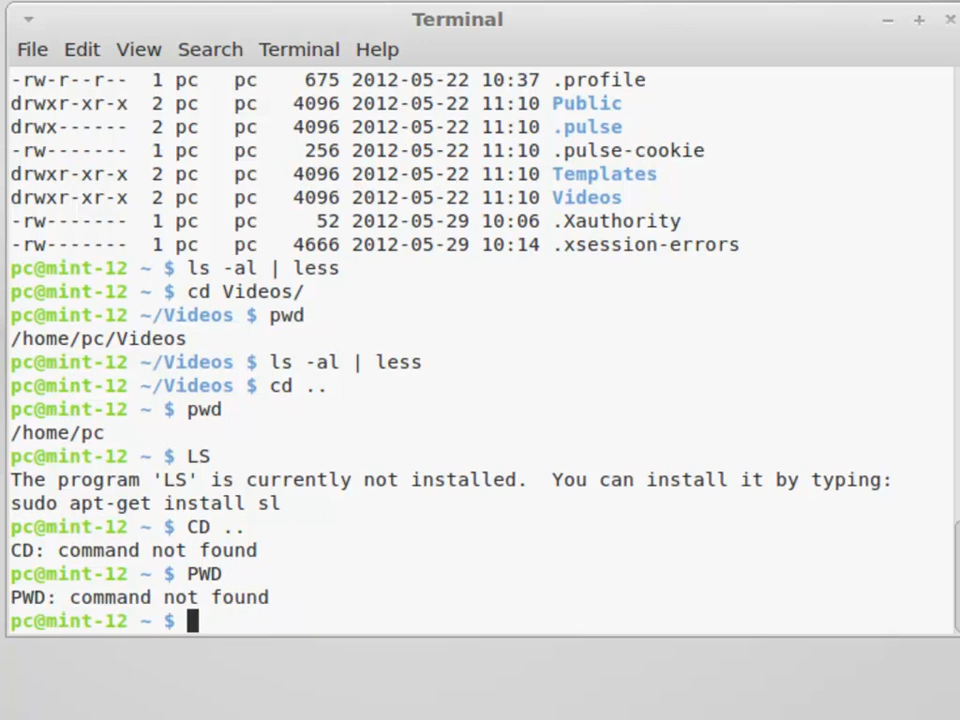 Terminal
File Edit View Search Terminal Help
-rw-r--r-- 1 pc pc 675 2012-05-22 10:37 .profile
drwxr-xr-x 2 pc pc 4096 2012-05-22 11:10 Public
drwx------ 2 pc pc 4096 2012-05-22 11:10 .pulse
-rw------- 1 pc pc 256 2012-05-22 11:10 .pulse-cookie
drwxr-xr-x 2 pc pc 4096 2012-05-22 11:10 Templates
drwxr-xr-x 2 pc pc 4096 2012-05-22 11:10 Videos
-rw------- 1 pc pc 52 2012-05-29 10:06 .Xauthority
-rw------- 1 pc pc 4666 2012-05-29 10:14 .xsession-errors
pc@mint-12 ~ $ ls -al | less
pc@mint-12 ~ $ cd Videos/
pc@mint-12 ~/Videos $ pwd
/home/pc/Videos
pc@mint-12 ~/Videos $ ls -al | less
pc@mint-12 ~/Videos $ cd ..
pc@mint-12 ~ $ pwd
/home/pc
pc@mint-12 ~ $ LS
The program 'LS' is currently not installed.  You can install it by typing:
sudo apt-get install sl
pc@mint-12 ~ $ CD ..
CD: command not found
pc@mint-12 ~ $ PWD
PWD: command not found
pc@mint-12 ~ $